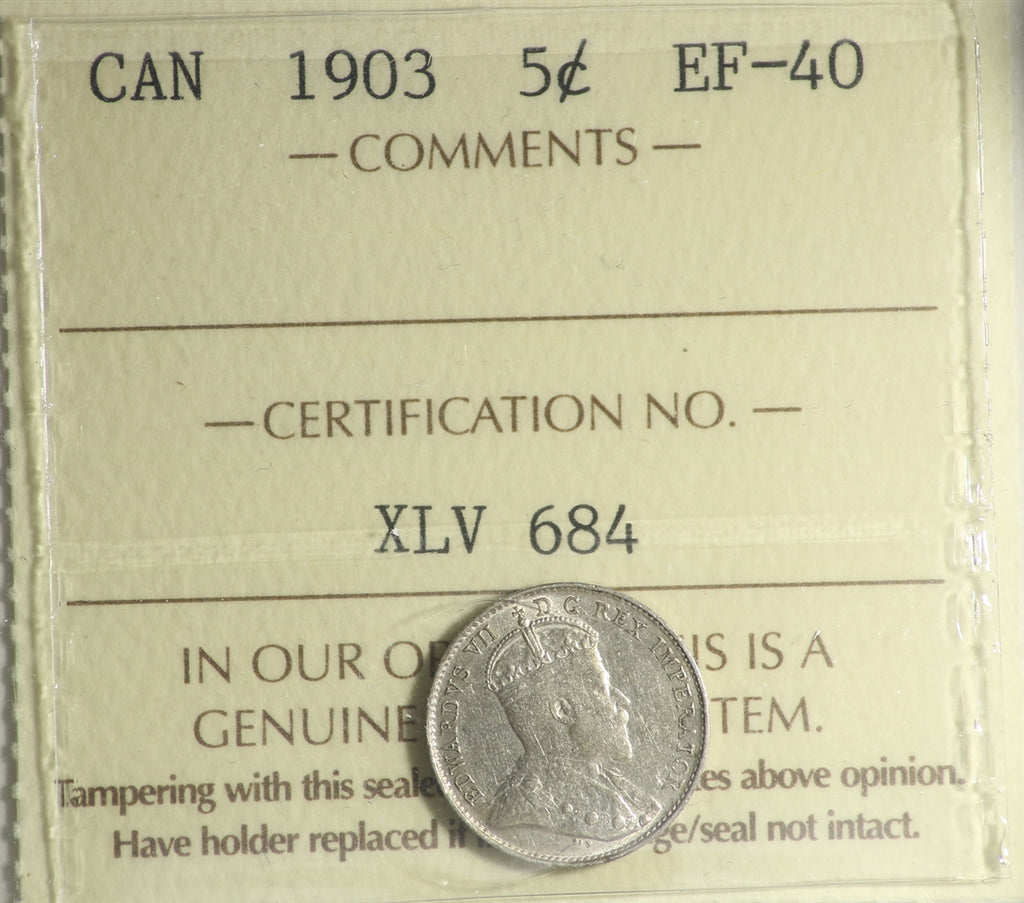 CAN 1903 5¢ EF-40
— COMMENTS —
— CERTIFICATION NO. —
XLV 684
IN OUR OP IS IS A
GENUINE TEM.
Tampering with this seale es above opinion.
Have holder replaced if ge/seal not intact.
EDWARDVS VII D G REX IMPERATOR